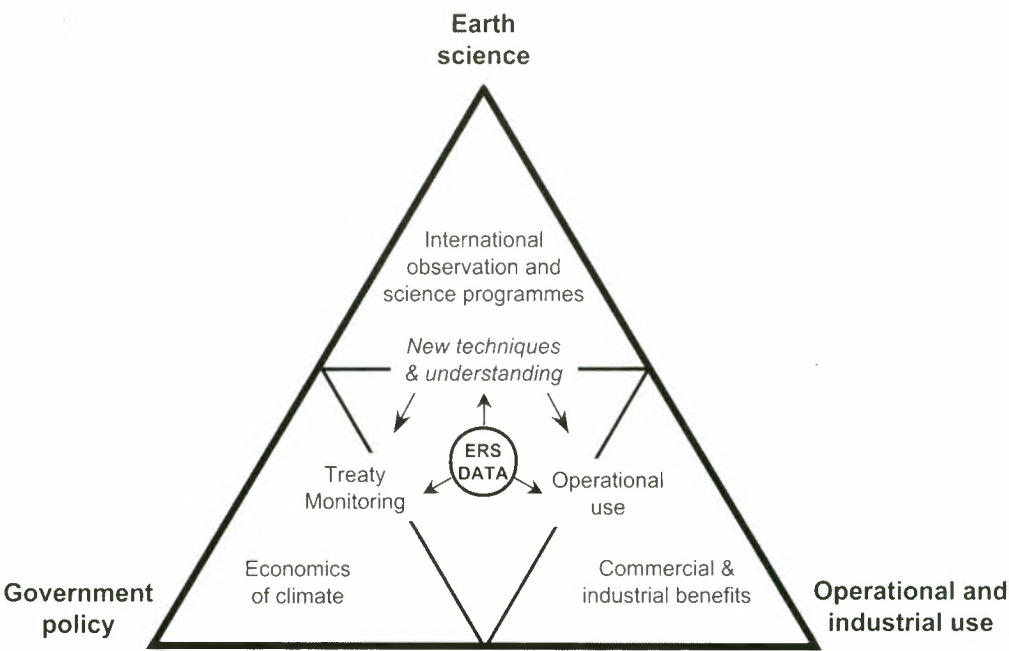 Earth
science
International
observation and
science programmes
New techniques
& understanding
ERS
DATA
Treaty
Monitoring
Operational
use
Economics
of climate
Commercial &
industrial benefits
Government
policy
Operational and
industrial use